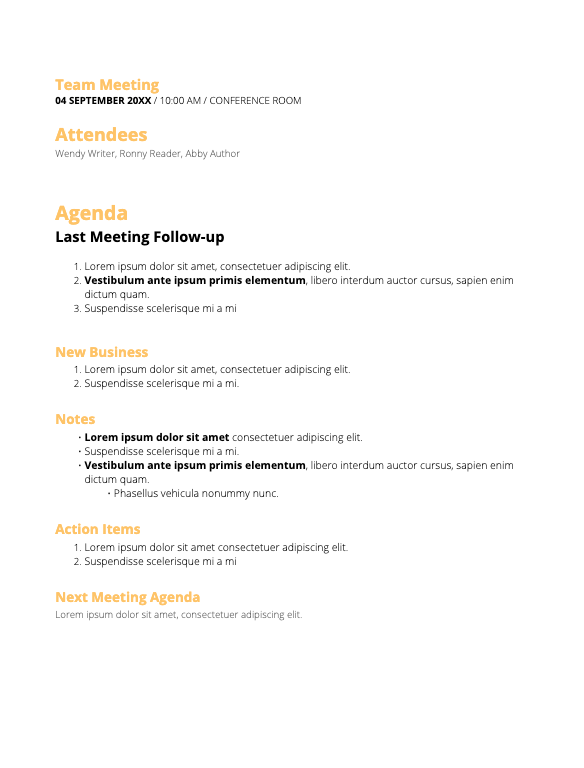 Team Meeting
04 SEPTEMBER 20XX / 10:00 AM / CONFERENCE ROOM
Attendees
Wendy Writer, Ronny Reader, Abby Author
Agenda
Last Meeting Follow-up
1. Lorem ipsum dolor sit amet, consectetuer adipiscing elit.
2. Vestibulum ante ipsum primis elementum, libero interdum auctor cursus, sapien enim
dictum quam.
3. Suspendisse scelerisque mi a mi
New Business
1. Lorem ipsum dolor sit amet, consectetuer adipiscing elit.
2. Suspendisse scelerisque mi a mi.
Notes
• Lorem ipsum dolor sit amet consectetuer adipiscing elit.
• Suspendisse scelerisque mi a mi.
• Vestibulum ante ipsum primis elementum, libero interdum auctor cursus, sapien enim
dictum quam.
• Phasellus vehicula nonummy nunc.
Action Items
1. Lorem ipsum dolor sit amet consectetuer adipiscing elit.
2. Suspendisse scelerisque mi a mi
Next Meeting Agenda
Lorem ipsum dolor sit amet, consectetuer adipiscing elit.